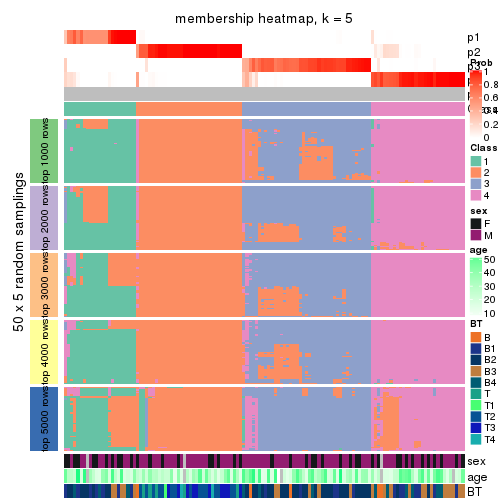 membership heatmap, k = 5
p1
p2
p3
Prob
1
0.8
0.6
0.4
0.2
0
Class
1
2
3
4
sex
F
M
age
50
40
30
20
10
BT
B
B1
B2
B3
B4
T
T1
T2
T3
T4
50 x 5 random samplings
top 1000 rows
top 2000 rows
top 3000 rows
top 4000 rows
top 5000 rows
sex
age
BT